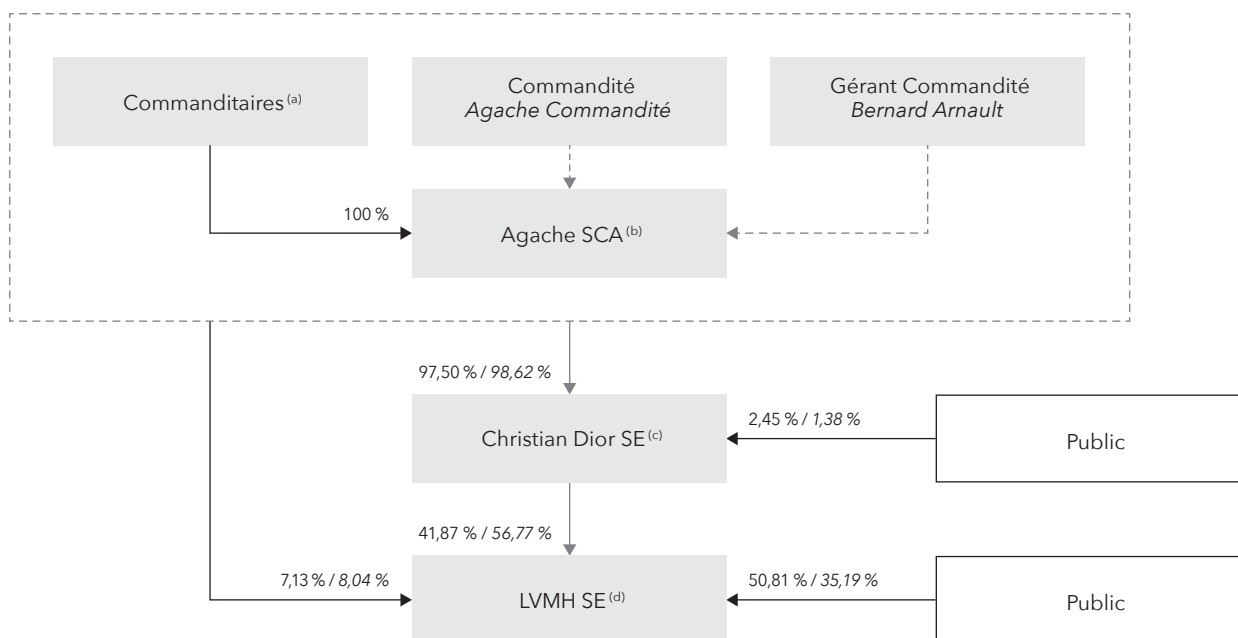 Commanditaires (a)
Commandité
Agache Commandité
Gérant Commandité
Bernard Arnault
100 %
Agache SCA (b)
97,50 % / 98,62 %
Christian Dior SE (c)
2,45 % / 1,38 %
Public
41,87 % / 56,77 %
7,13 % / 8,04 %
LVMH SE (d)
50,81 % / 35,19 %
Public